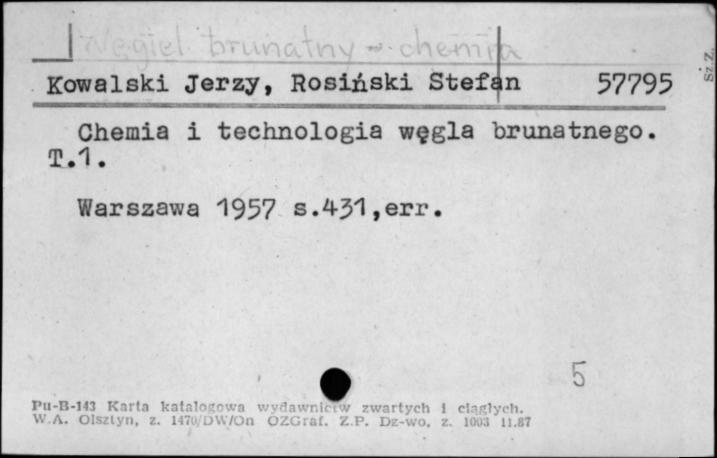 Węgiel brunatny - chemia
Kowalski Jerzy, Rosiński Stefan 57795
Chemia i technologia węgla brunatnego.
T.1.
Warszawa 1957 s.431,err.
5
Pu-B-143 Karta katalogowa wydawnictw zwartych i ciągłych.
W.A. Olsztyn, z. 1470/DW/On OZGraf. Z.P. Dz-wo, z. 1003 11.87
Sz.Z.